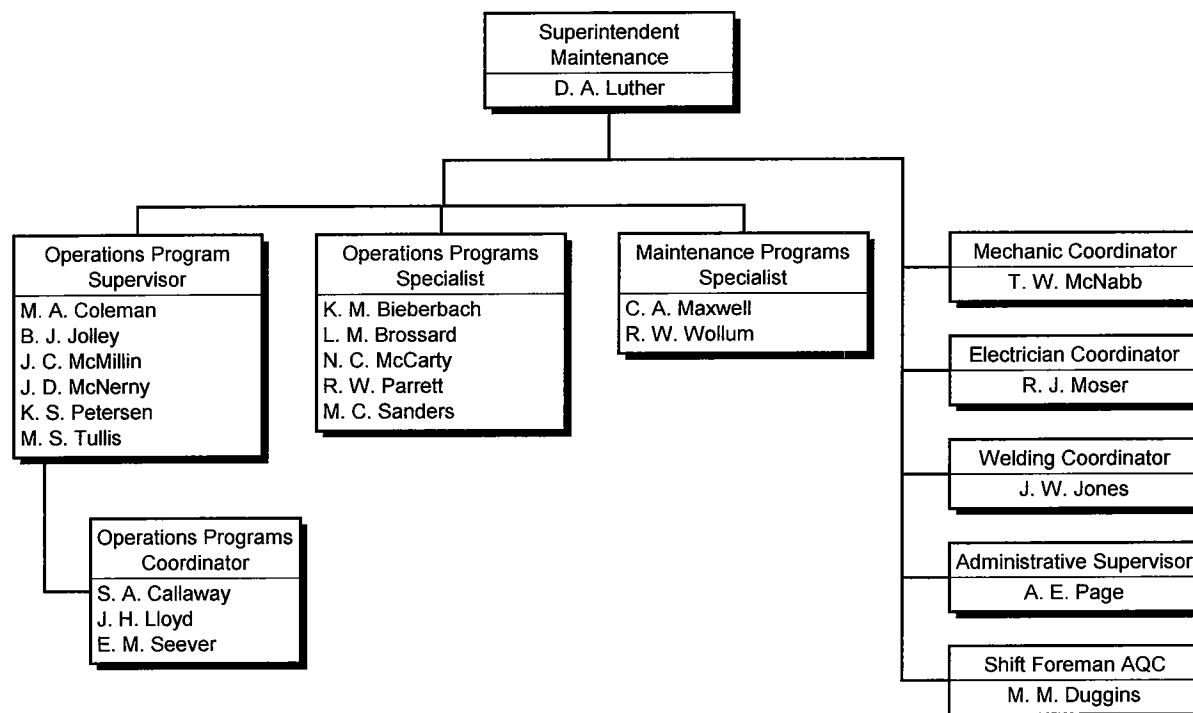 Superintendent
Maintenance
D. A. Luther
Operations Program
Supervisor
M. A. Coleman
B. J. Jolley
J. C. McMillin
J. D. McNerny
K. S. Petersen
M. S. Tullis
Operations Programs
Specialist
K. M. Bieberbach
L. M. Brossard
N. C. McCarty
R. W. Parrett
M. C. Sanders
Maintenance Programs
Specialist
C. A. Maxwell
R. W. Wollum
Operations Programs
Coordinator
S. A. Callaway
J. H. Lloyd
E. M. Seever
Mechanic Coordinator
T. W. McNabb
Electrician Coordinator
R. J. Moser
Welding Coordinator
J. W. Jones
Administrative Supervisor
A. E. Page
Shift Foreman AQC
M. M. Duggins